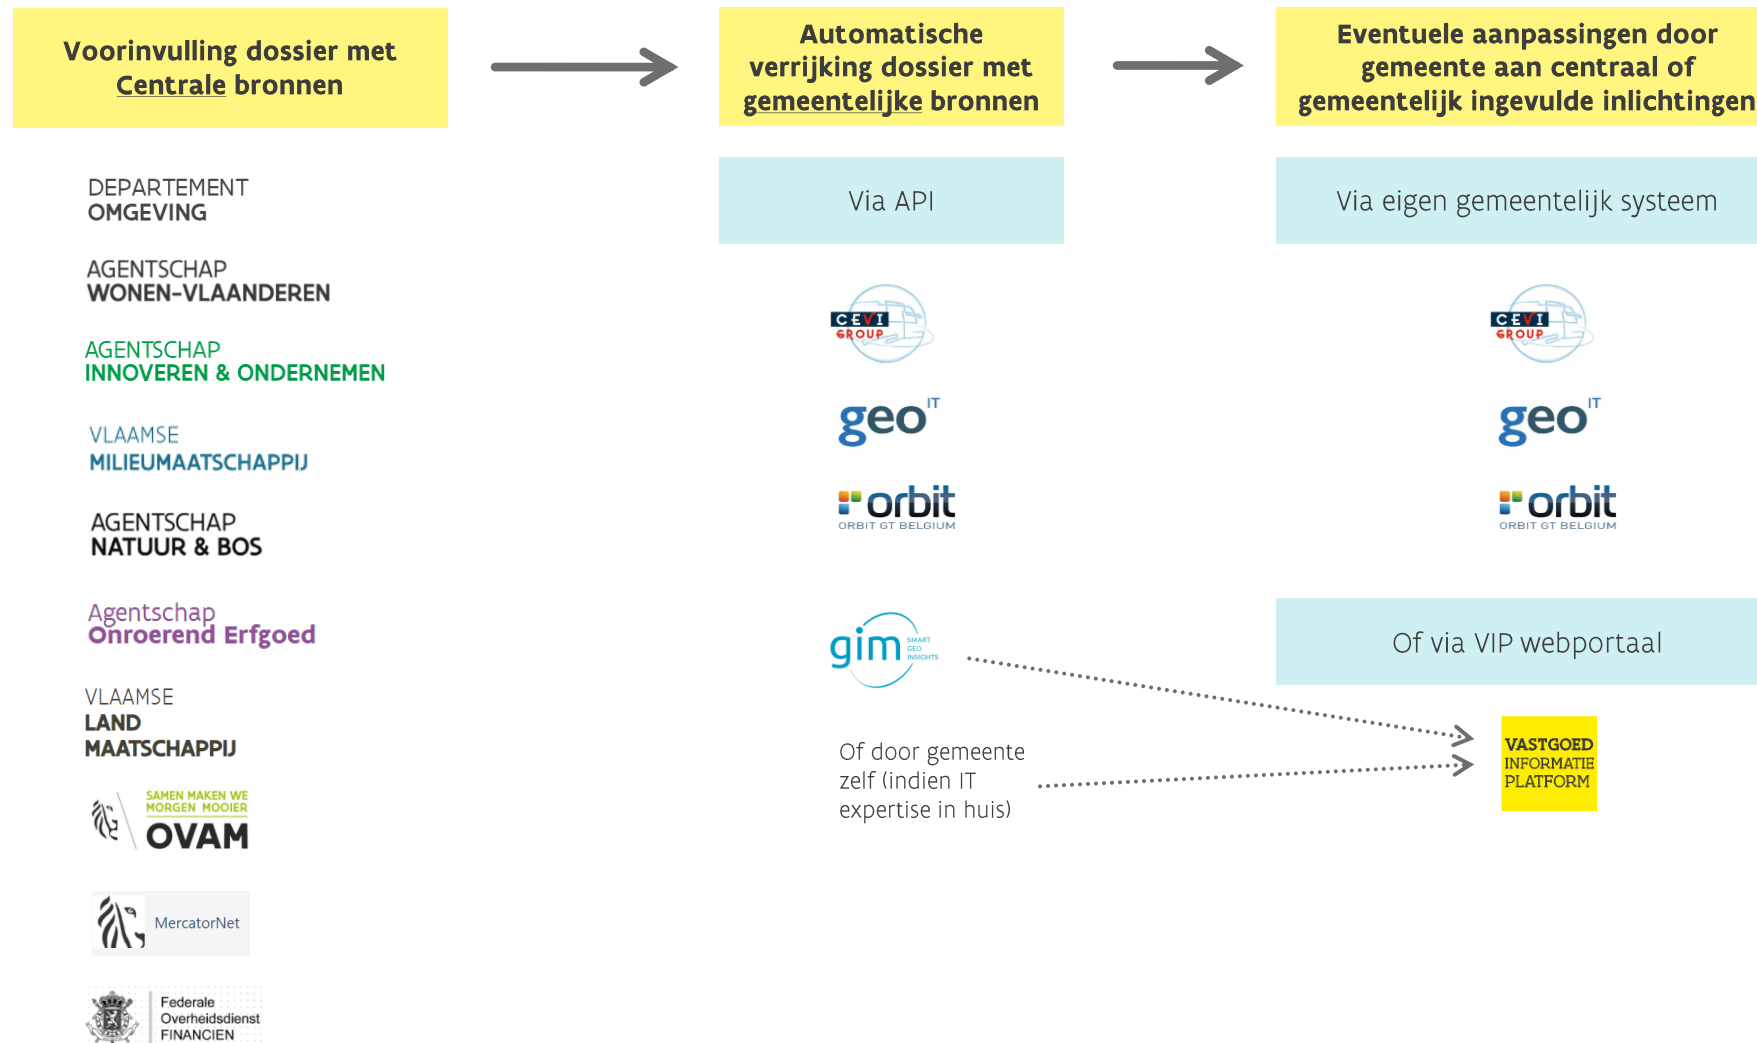 Voorinvulling dossier met
Centrale bronnen
Automatische
verrijking dossier met
gemeentelijke bronnen
Eventuele aanpassingen door
gemeente aan centraal of
gemeentelijk ingevulde inlichtingen
DEPARTEMENT
OMGEVING
AGENTSCHAP
WONEN-VLAANDEREN
AGENTSCHAP
INNOVEREN & ONDERNEMEN
VLAAMSE
MILIEUMAATSCHAPPIJ
AGENTSCHAP
NATUUR & BOS
Agentschap
Onroerend Erfgoed
VLAAMSE
LAND
MAATSCHAPPIJ
SAMEN MAKEN WE
MORGEN MOOIER
OVAM
MercatorNet
Federale
Overheidsdienst
FINANCIEN
Via API
CEVI
GROUP
geo IT
orbit
ORBIT GT BELGIUM
gim
SMART
GEO
INSIGHTS
Of door gemeente
zelf (indien IT
expertise in huis)
Via eigen gemeentelijk systeem
CEVI
GROUP
geo IT
orbit
ORBIT GT BELGIUM
Of via VIP webportaal
VASTGOED
INFORMATIE
PLATFORM